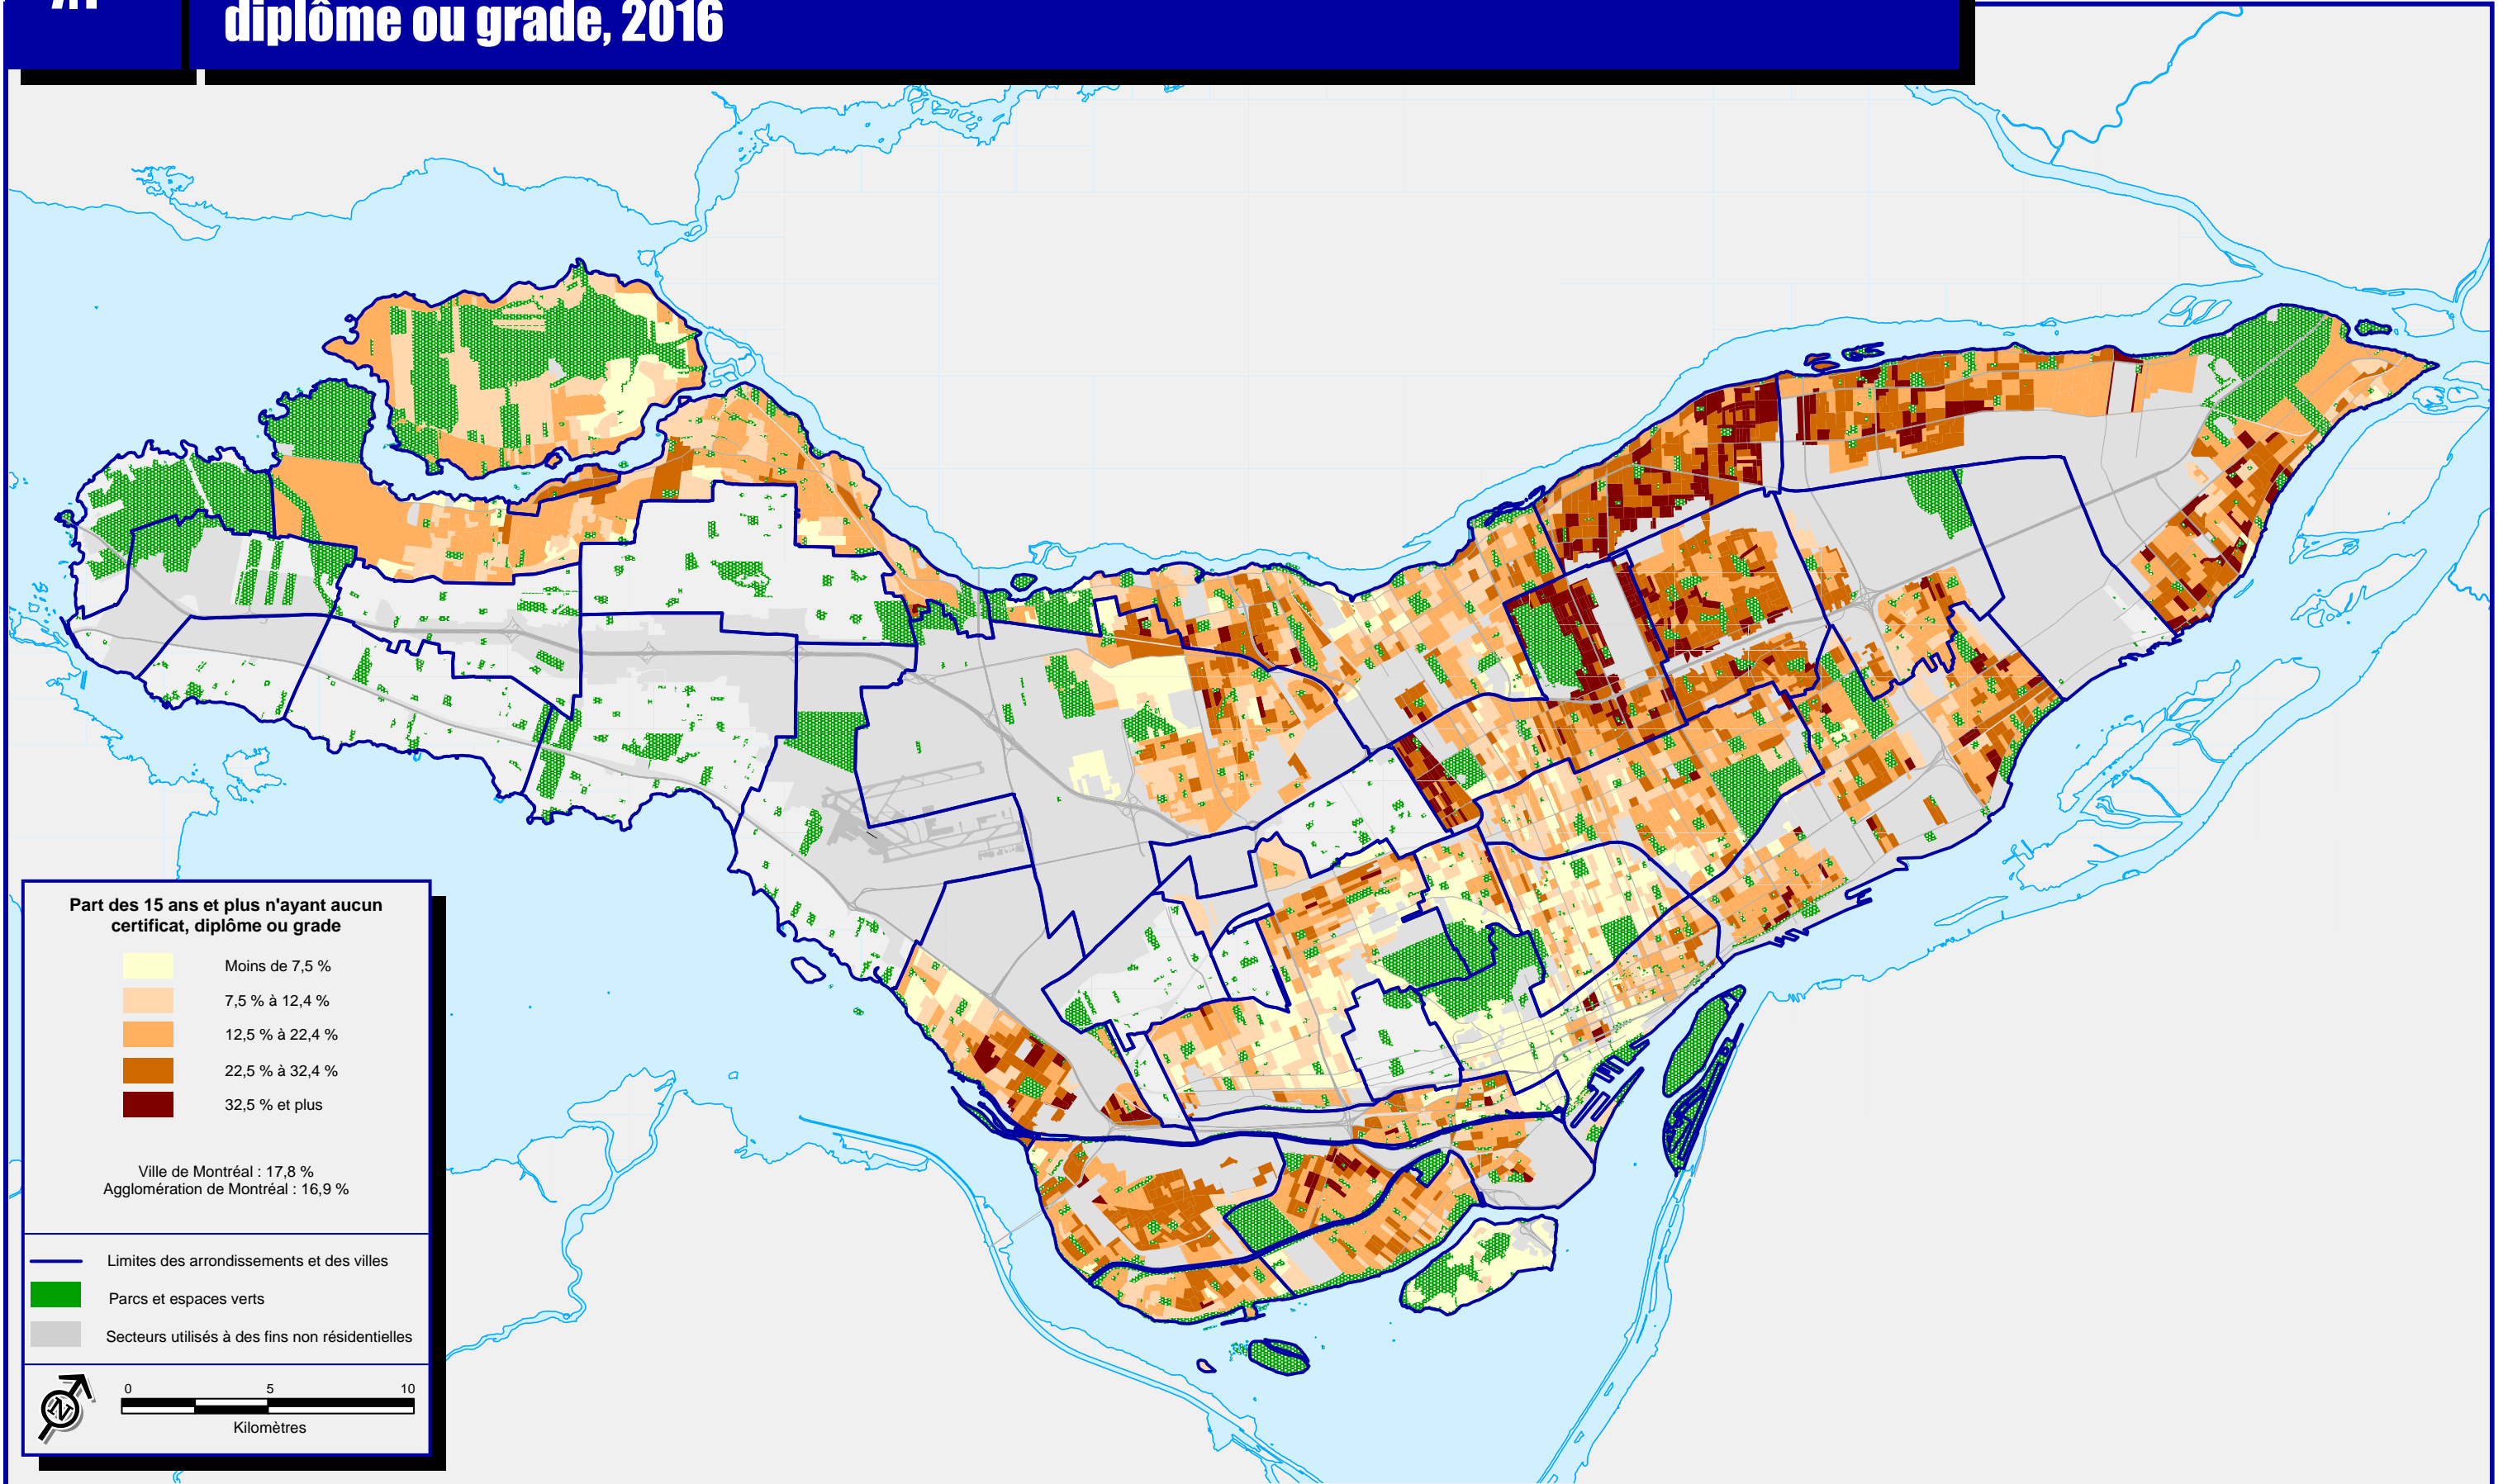 diplôme ou grade, 2016
Part des 15 ans et plus n'ayant aucun
certificat, diplôme ou grade
Moins de 7,5 %
7,5 % à 12,4 %
12,5 % à 22,4 %
22,5 % à 32,4 %
32,5 % et plus
Ville de Montréal : 17,8 %
Agglomération de Montréal : 16,9 %
Limites des arrondissements et des villes
Parcs et espaces verts
Secteurs utilisés à des fins non résidentielles
N
0 5 10
Kilomètres